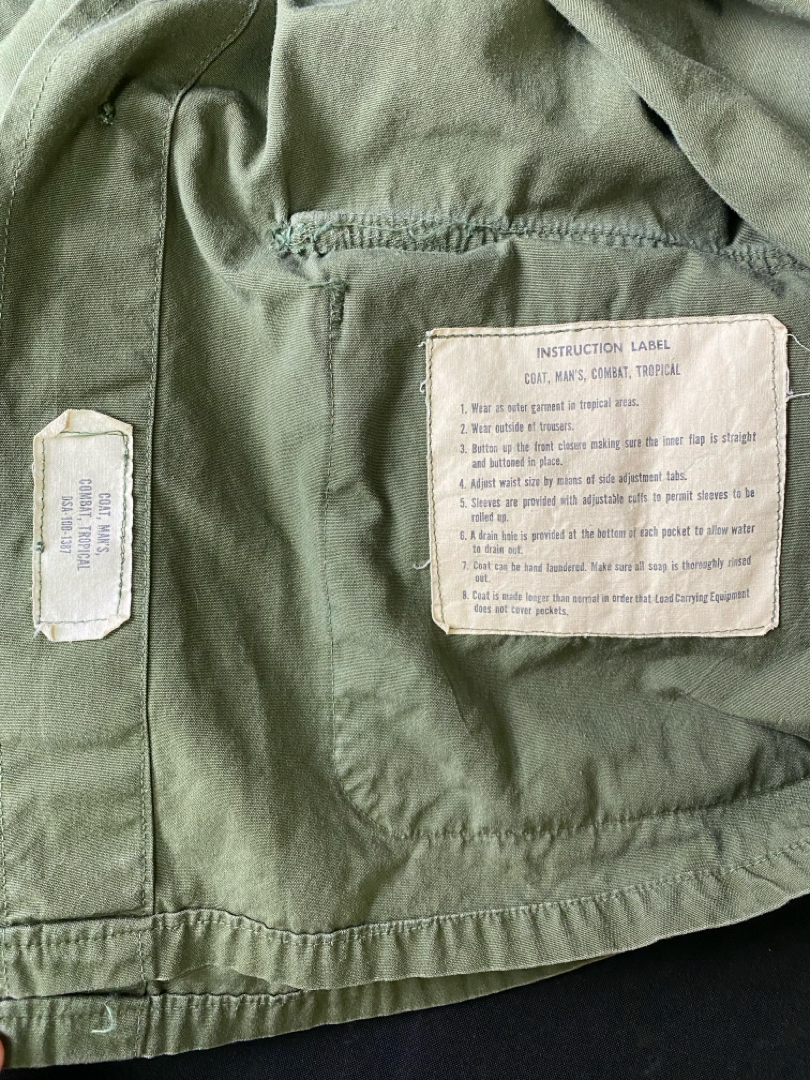 INSTRUCTION LABEL
COAT, MAN'S, COMBAT, TROPICAL
1. Wear as outer garment in tropical areas.
2. Wear outside of trousers.
3. Button up the front closure making sure the inner flap is straight
and buttoned in place.
4. Adjust waist size by means of side adjustment tabs.
5. Sleeves are provided with adjustable cuffs to permit sleeves to be
rolled up.
6. A drain hole is provided at the bottom of each pocket to allow water
to drain out.
7. Coat can be hand laundered. Make sure all soap is thoroughly rinsed
out.
8. Coat is made longer than normal in order that Load Carrying Equipment
does not cover pockets.
COAT, MAN'S,
COMBAT, TROPICAL
DSA-100-1387